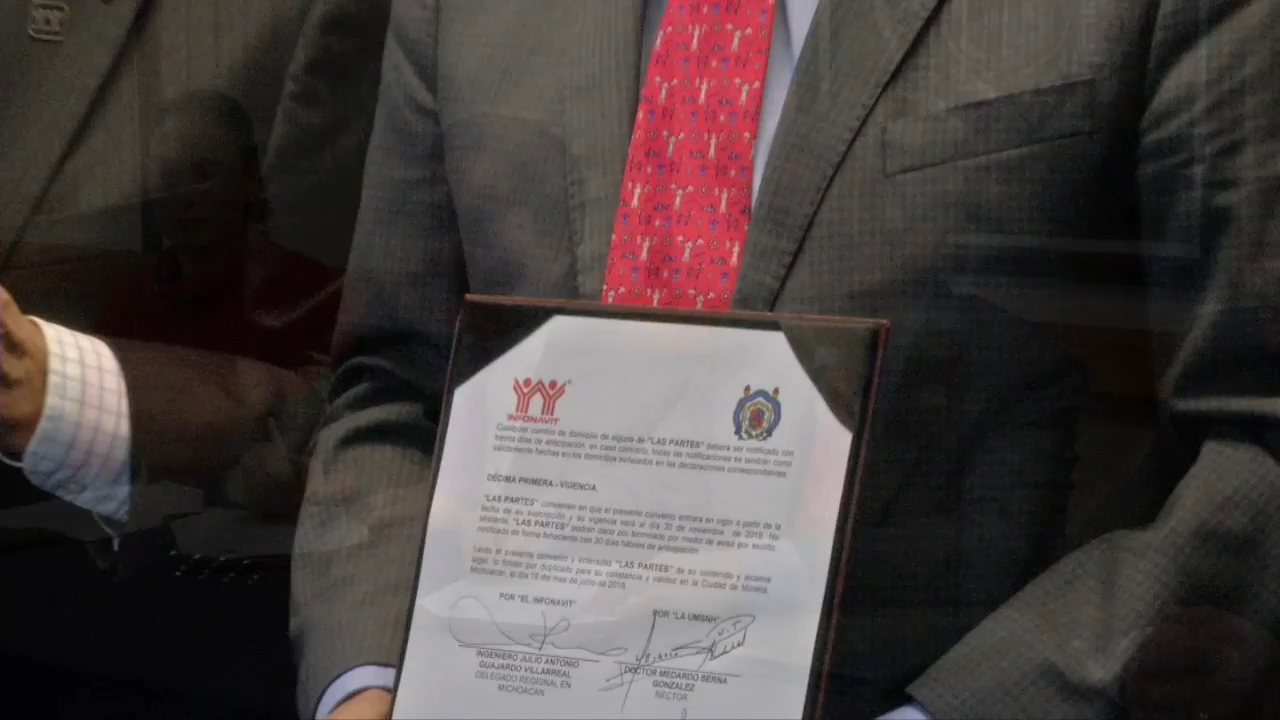 INFONAVIT
Cualquier cambio de domicilio de alguna de "LAS PARTES" deberá ser notificado con
treinta días de anticipación, en caso contrario, todas las notificaciones se tendrán como
válidamente hechas en los domicilios señalados en las declaraciones correspondientes.
DÉCIMA PRIMERA.- VIGENCIA.
"LAS PARTES" convienen en que el presente convenio entrará en vigor a partir de la
fecha de su suscripción y su vigencia será al día 30 de noviembre de 2018. No
obstante, "LAS PARTES" podrán darlo por terminado por medio de aviso por escrito,
notificado de forma fehaciente con 30 días hábiles de anticipación.
Leído el presente convenio y enteradas "LAS PARTES" de su contenido y alcance
legal, lo firman por duplicado para su constancia y validez en la Ciudad de Morelia,
Michoacán, el día 19 del mes de junio de 2018.
POR "EL INFONAVIT"
POR "LA UMSNH"
INGENIERO JULIO ANTONIO
GUAJARDO VILLARREAL
DELEGADO REGIONAL EN
MICHOACÁN
DOCTOR MEDARDO SERNA
GONZÁLEZ
RECTOR